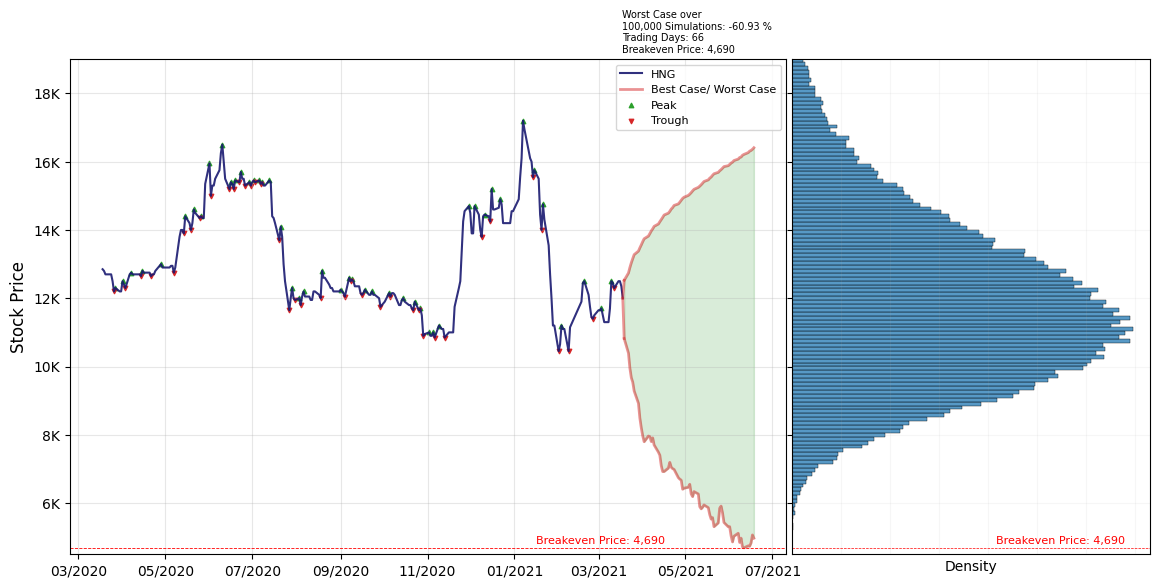 Worst Case over
100,000 Simulations: -60.93 %
Trading Days: 66
Breakeven Price: 4,690
HNG
Best Case/ Worst Case
Peak
Trough
Stock Price
18K
16K
14K
12K
10K
8K
6K
Breakeven Price: 4,690
Breakeven Price: 4,690
03/2020
05/2020
07/2020
09/2020
11/2020
01/2021
03/2021
05/2021
07/2021
Density